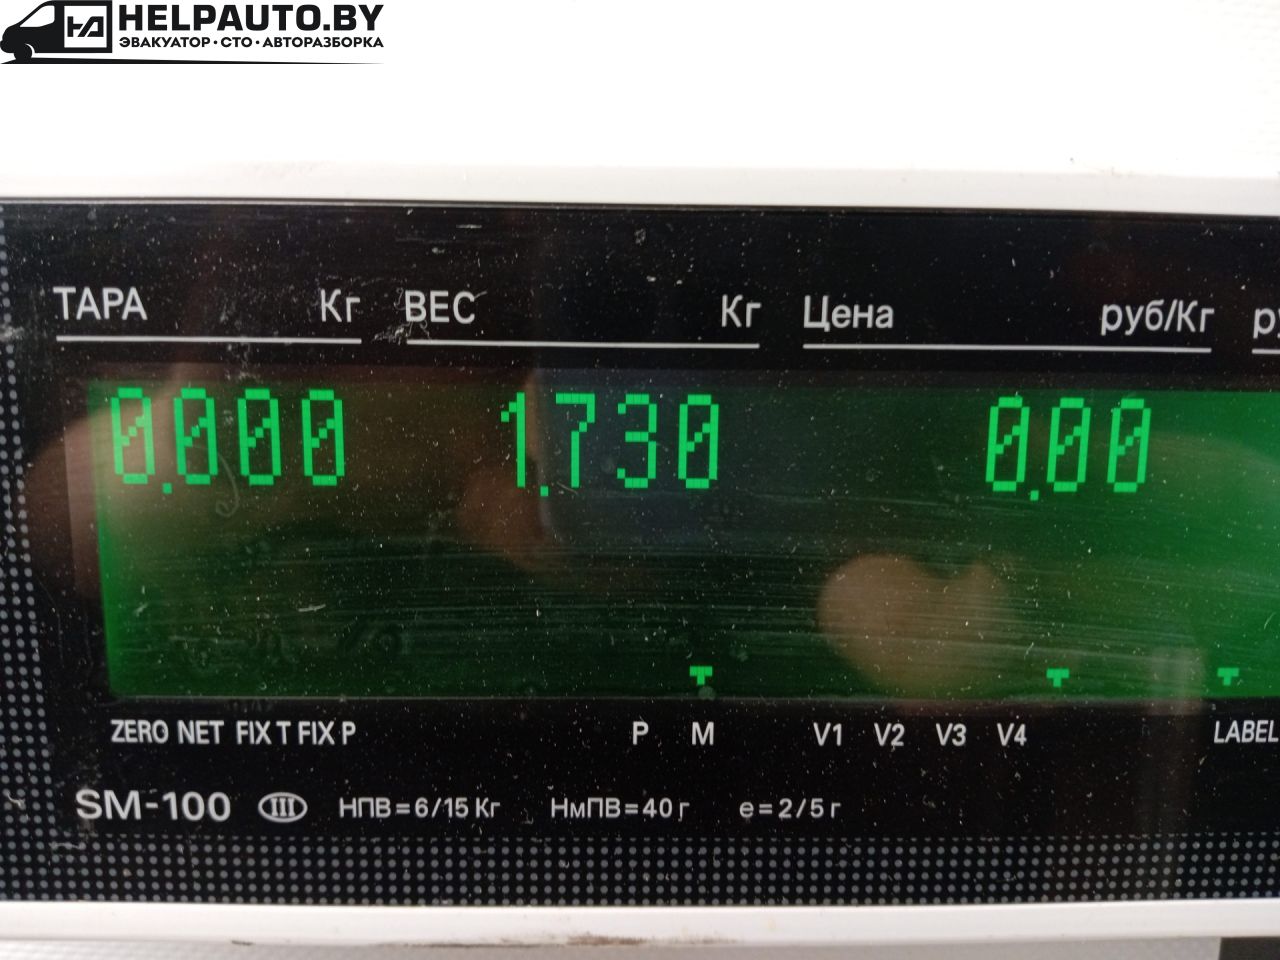 HELPAUTO.BY
ЭВАКУАТОР · СТО · АВТОРАЗБОРКА
ТАРА Кг ВЕС Кг Цена руб/Кг
0.000 1.730 0.00
ZERO NET FIX T FIX P P M V1 V2 V3 V4 LABEL
SM-100 III НПВ=6/15 Кг НмПВ=40 г e=2/5 г